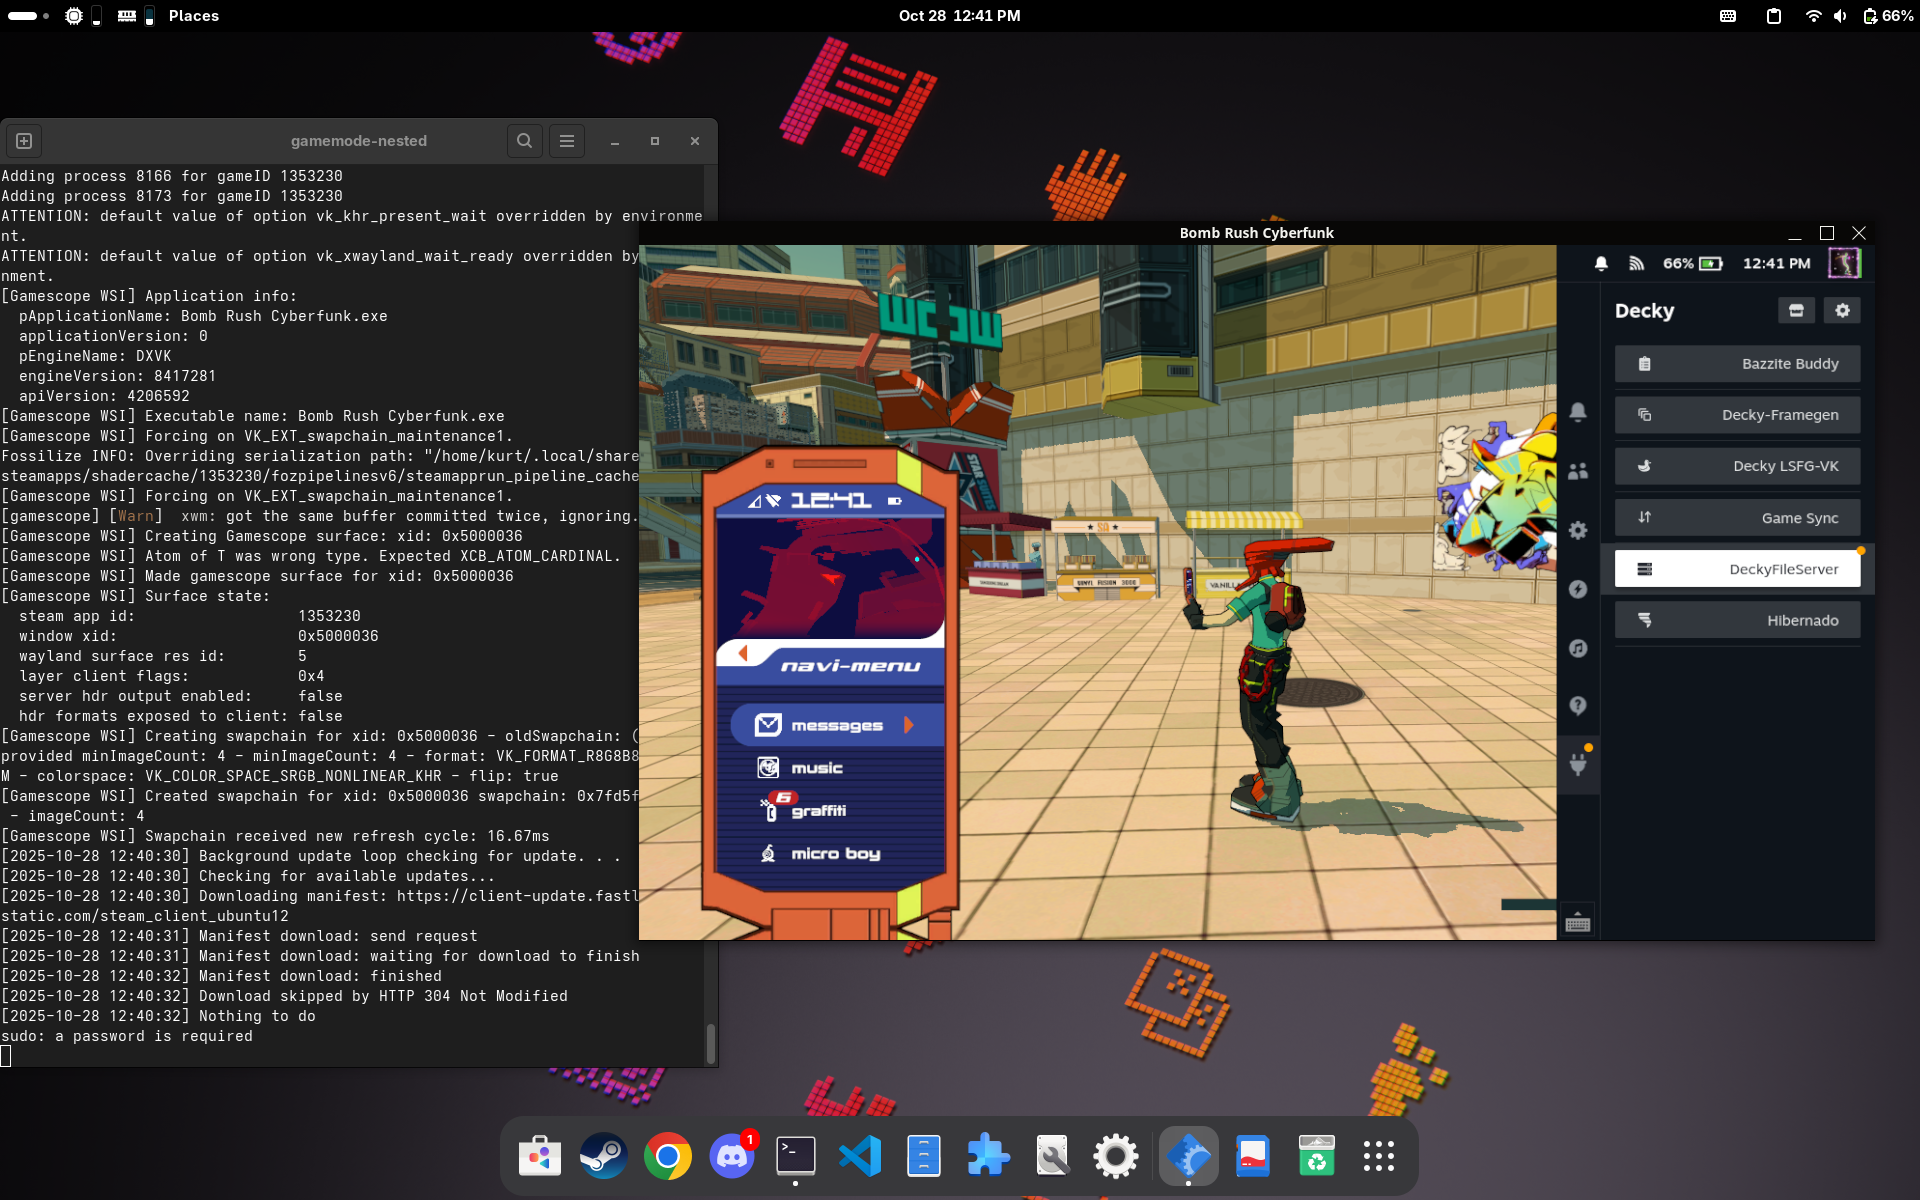 Places
Oct 28 12:41 PM
66%
gamemode-nested
Adding process 8166 for gameID 1353230
Adding process 8173 for gameID 1353230
ATTENTION: default value of option vk_khr_present_wait overridden by environme
nt.
ATTENTION: default value of option vk_xwayland_wait_ready overridden by
nment.
[Gamescope WSI] Application info:
pApplicationName: Bomb Rush Cyberfunk.exe
applicationVersion: 0
pEngineName: DXVK
engineVersion: 8417281
apiVersion: 4206592
[Gamescope WSI] Executable name: Bomb Rush Cyberfunk.exe
[Gamescope WSI] Forcing on VK_EXT_swapchain_maintenance1.
Fossilize INFO: Overriding serialization path: "/home/kurt/.local/share
steamapps/shadercache/1353230/fozpipelinesv6/steamapprun_pipeline_cache
[Gamescope WSI] Forcing on VK_EXT_swapchain_maintenance1.
[gamescope] [Warn]  xwm: got the same buffer committed twice, ignoring.
[Gamescope WSI] Creating Gamescope surface: xid: 0x5000036
[Gamescope WSI] Atom of T was wrong type. Expected XCB_ATOM_CARDINAL.
[Gamescope WSI] Made gamescope surface for xid: 0x5000036
[Gamescope WSI] Surface state:
steam app id: 1353230
window xid: 0x5000036
wayland surface res id: 5
layer client flags: 0x4
server hdr output enabled: false
hdr formats exposed to client: false
[Gamescope WSI] Creating swapchain for xid: 0x5000036 - oldSwapchain: (
provided minImageCount: 4 - minImageCount: 4 - format: VK_FORMAT_R8G8B8
M - colorspace: VK_COLOR_SPACE_SRGB_NONLINEAR_KHR - flip: true
[Gamescope WSI] Created swapchain for xid: 0x5000036 swapchain: 0x7fd5f
- imageCount: 4
[Gamescope WSI] Swapchain received new refresh cycle: 16.67ms
[2025-10-28 12:40:30] Background update loop checking for update. . .
[2025-10-28 12:40:30] Checking for available updates...
[2025-10-28 12:40:30] Downloading manifest: https://client-update.fastl
static.com/steam_client_ubuntu12
[2025-10-28 12:40:31] Manifest download: send request
[2025-10-28 12:40:31] Manifest download: waiting for download to finish
[2025-10-28 12:40:32] Manifest download: finished
[2025-10-28 12:40:32] Download skipped by HTTP 304 Not Modified
[2025-10-28 12:40:32] Nothing to do
sudo: a password is required
Bomb Rush Cyberfunk
12:41
navi-menu
messages
music
6
graffiti
micro boy
VANILL
66%
12:41 PM
Decky
Bazzite Buddy
Decky-Framegen
Decky LSFG-VK
Game Sync
DeckyFileServer
Hibernado
1